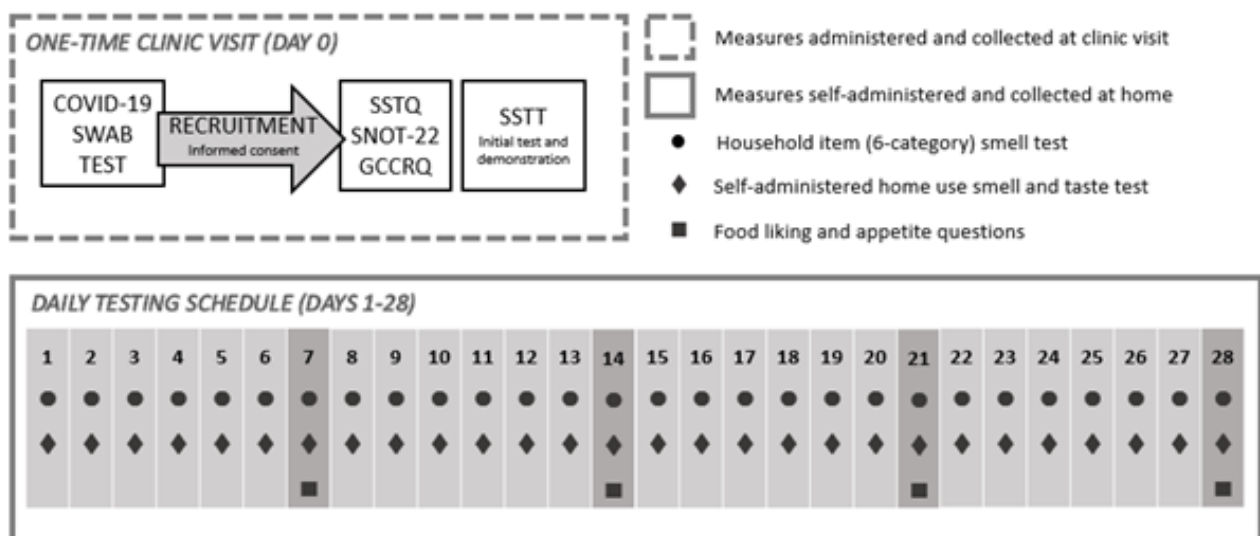 ONE-TIME CLINIC VISIT (DAY 0)
COVID-19
SWAB
TEST
RECRUITMENT
Informed consent
SSTQ
SNOT-22
GCCRQ
SSTT
Initial test and
demonstration)
Measures administered and collected at clinic visit
Measures self-administered and collected at home
Household item (6-category) smell test
Self-administered home use smell and taste test
Food liking and appetite questions
DAILY TESTING SCHEDULE (DAYS 1-28)
1 2 3 4 5 6 7 8 9 10 11 12 13 14 15 16 17 18 19 20 21 22 23 24 25 26 27 28